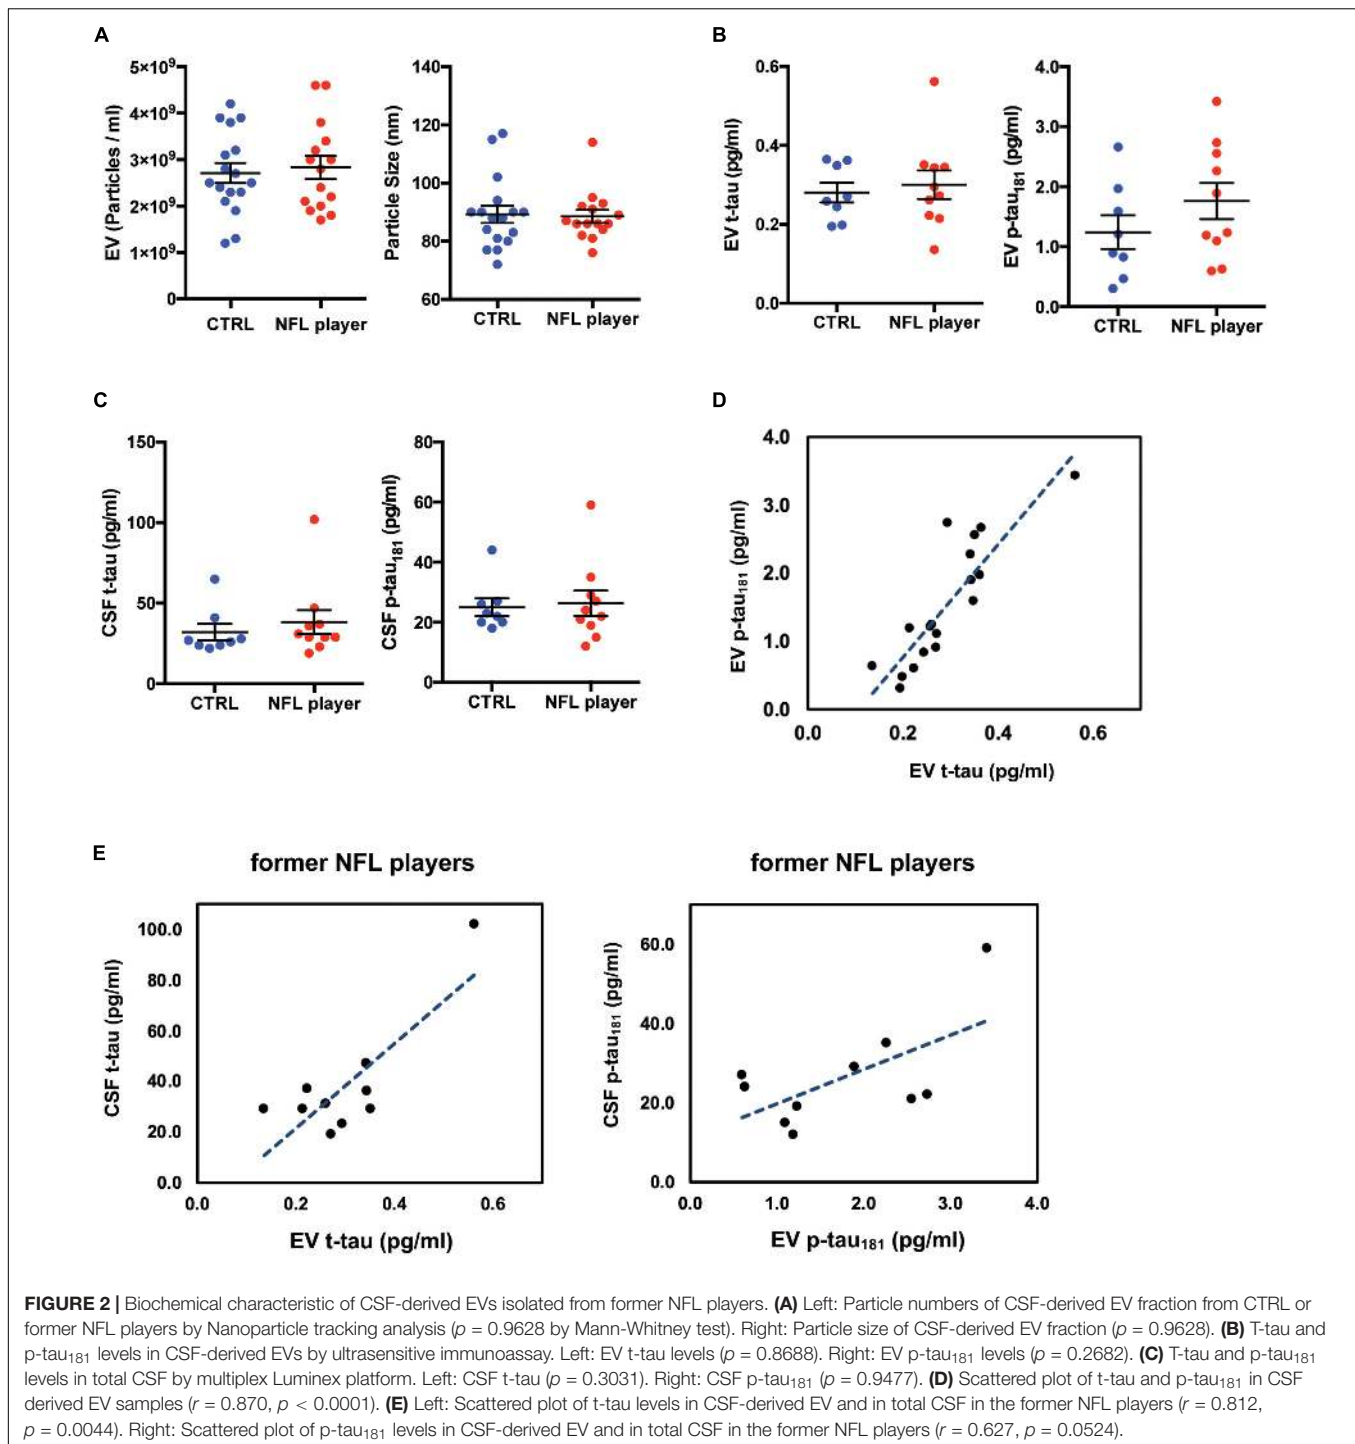 A
B
5×10⁹
4×10⁹
3×10⁹
2×10⁹
1×10⁹
0
EV (Particles / ml)
CTRL
NFL player
140
120
100
80
60
Particle Size (nm)
CTRL
NFL player
0.6
0.4
0.2
0.0
EV t-tau (pg/ml)
CTRL
NFL player
4.0
3.0
2.0
1.0
0.0
EV p-tau₁₈₁ (pg/ml)
CTRL
NFL player
C
D
150
100
50
0
CSF t-tau (pg/ml)
CTRL
NFL player
80
60
40
20
0
CSF p-tau₁₈₁ (pg/ml)
CTRL
NFL player
4.0
3.0
2.0
1.0
0.0
EV p-tau₁₈₁ (pg/ml)
0.0
0.2
0.4
0.6
EV t-tau (pg/ml)
E
former NFL players
100.0
80.0
60.0
40.0
20.0
0.0
CSF t-tau (pg/ml)
0.0
0.2
0.4
0.6
EV t-tau (pg/ml)
former NFL players
60.0
40.0
20.0
0.0
CSF p-tau₁₈₁ (pg/ml)
0.0
1.0
2.0
3.0
4.0
EV p-tau₁₈₁ (pg/ml)
FIGURE 2 | Biochemical characteristic of CSF-derived EVs isolated from former NFL players. (A) Left: Particle numbers of CSF-derived EV fraction from CTRL or
former NFL players by Nanoparticle tracking analysis (p = 0.9628 by Mann-Whitney test). Right: Particle size of CSF-derived EV fraction (p = 0.9628). (B) T-tau and
p-tau₁₈₁ levels in CSF-derived EVs by ultrasensitive immunoassay. Left: EV t-tau levels (p = 0.8688). Right: EV p-tau₁₈₁ levels (p = 0.2682). (C) T-tau and p-tau₁₈₁
levels in total CSF by multiplex Luminex platform. Left: CSF t-tau (p = 0.3031). Right: CSF p-tau₁₈₁ (p = 0.9477). (D) Scattered plot of t-tau and p-tau₁₈₁ in CSF
derived EV samples (r = 0.870, p < 0.0001). (E) Left: Scattered plot of t-tau levels in CSF-derived EV and in total CSF in the former NFL players (r = 0.812,
p = 0.0044). Right: Scattered plot of p-tau₁₈₁ levels in CSF-derived EV and in total CSF in the former NFL players (r = 0.627, p = 0.0524).